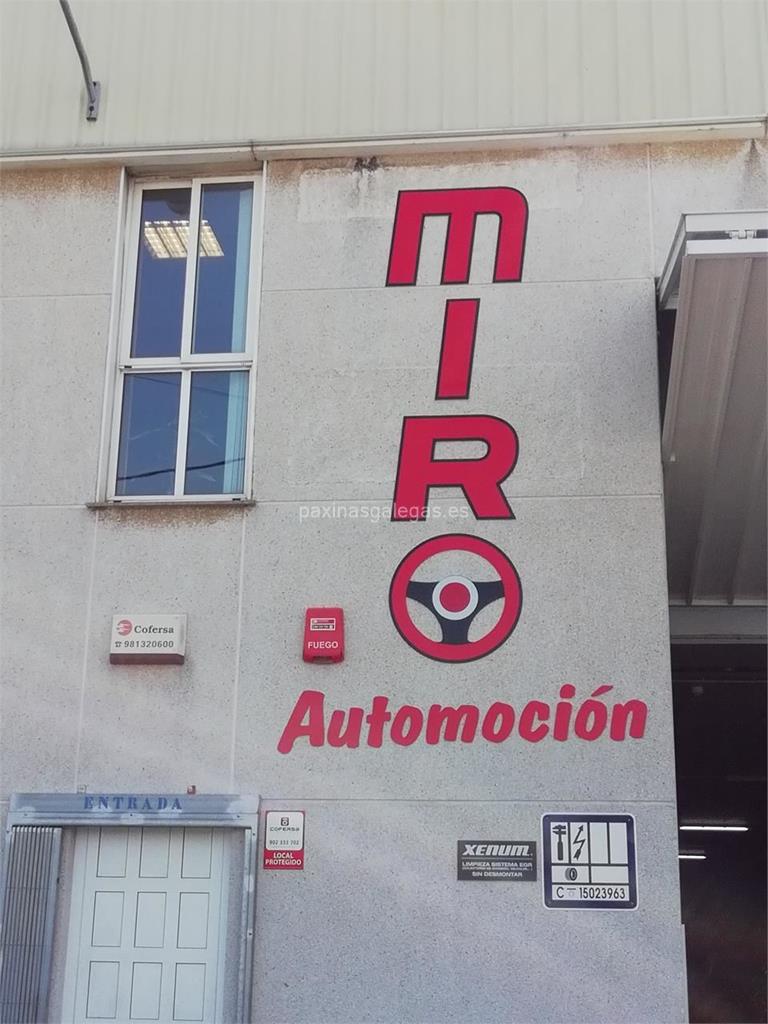 MIRO
paxinasgalegas.es
Cofersa
981320600
FUEGO
Automoción
ENTRADA
COFERSA
902 333 702
LOCAL
PROTEGIDO
XENUM
LIMPIEZA SISTEMA EGR
SIN DESMONTAR
C 15023963